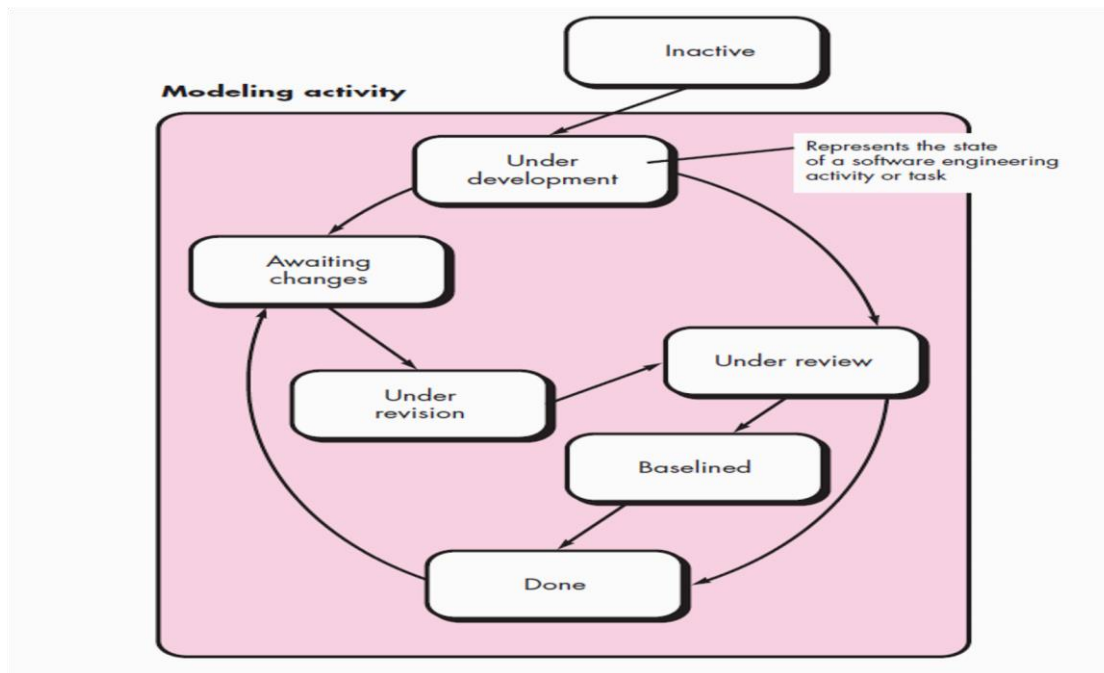 Inactive
Modeling activity
Under
development
Represents the state
of a software engineering
activity or task
Awaiting
changes
Under review
Under
revision
Baselined
Done